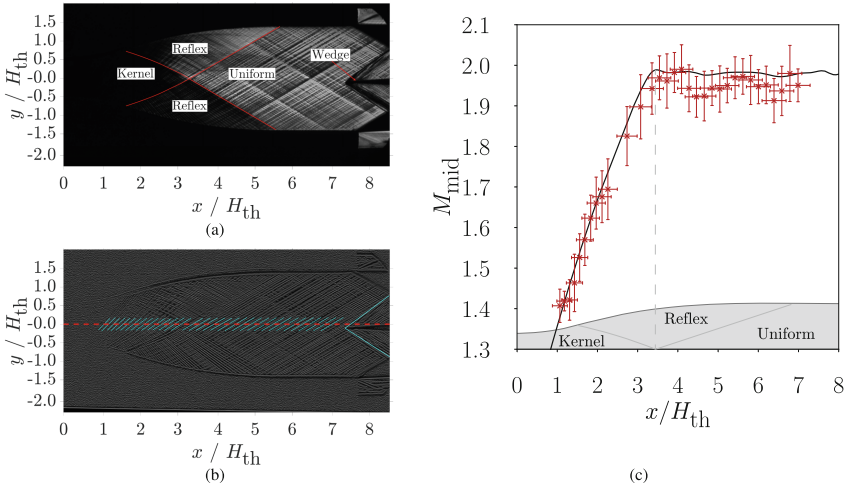 1.5
1.0
0.5
-0.0
-0.5
-1.0
-1.5
-2.0
y / H_th
Reflex
Wedge
Kernel
Uniform
Reflex
0 1 2 3 4 5 6 7 8
x / H_th
(a)
1.5
1.0
0.5
-0.0
-0.5
-1.0
-1.5
-2.0
y / H_th
0 1 2 3 4 5 6 7 8
x / H_th
(b)
2.1
2.0
1.9
1.8
1.7
1.6
1.5
1.4
1.3
M_mid
Reflex
Kernel
Uniform
0 1 2 3 4 5 6 7 8
x/H_th
(c)